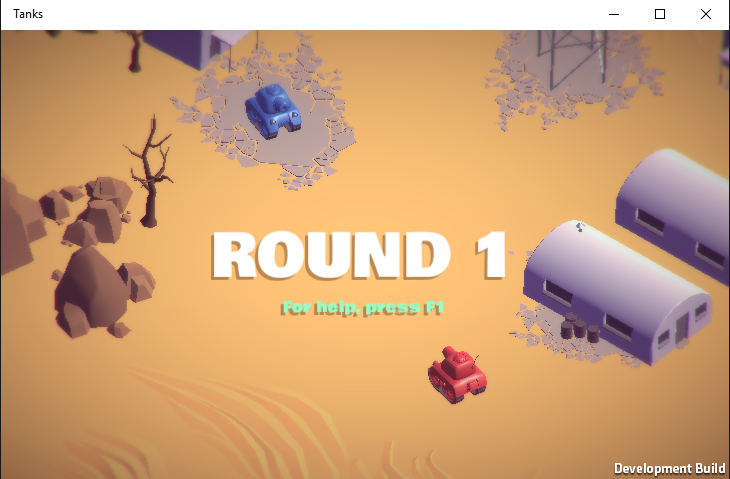 Tanks
ROUND 1
For help, press F1
Development Build